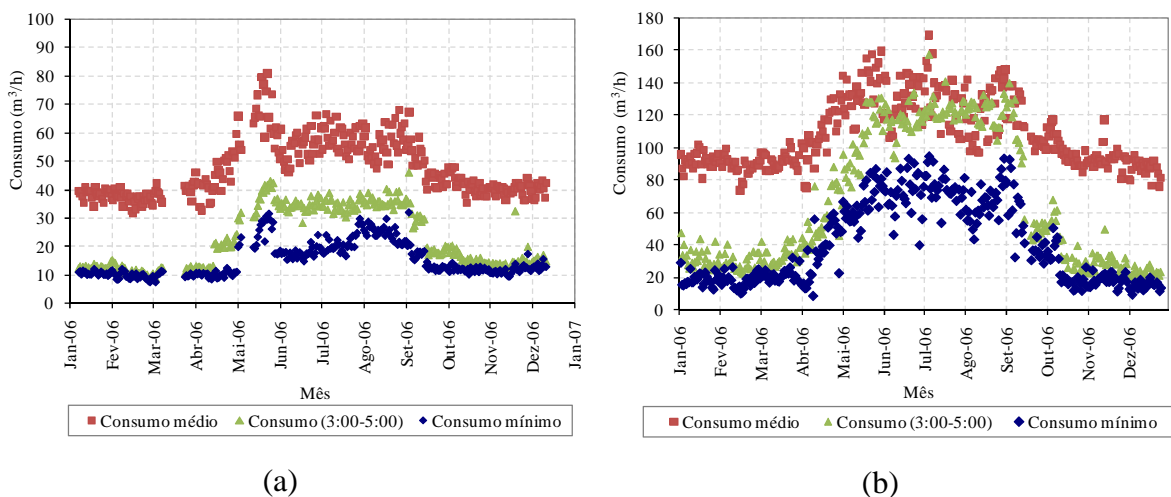 100
90
80
70
60
50
40
30
20
10
0
Consumo (m³/h)
Jan-06
Fev-06
Mar-06
Abr-06
Mai-06
Jun-06
Jul-06
Ago-06
Set-06
Out-06
Nov-06
Dez-06
Jan-07
Mês
Consumo médio Consumo (3:00-5:00) Consumo mínimo
(a)
180
160
140
120
100
80
60
40
20
0
Consumo (m³/h)
Jan-06
Fev-06
Mar-06
Abr-06
Mai-06
Jun-06
Jul-06
Ago-06
Set-06
Out-06
Nov-06
Dez-06
Mês
Consumo médio Consumo (3:00-5:00) Consumo mínimo
(b)